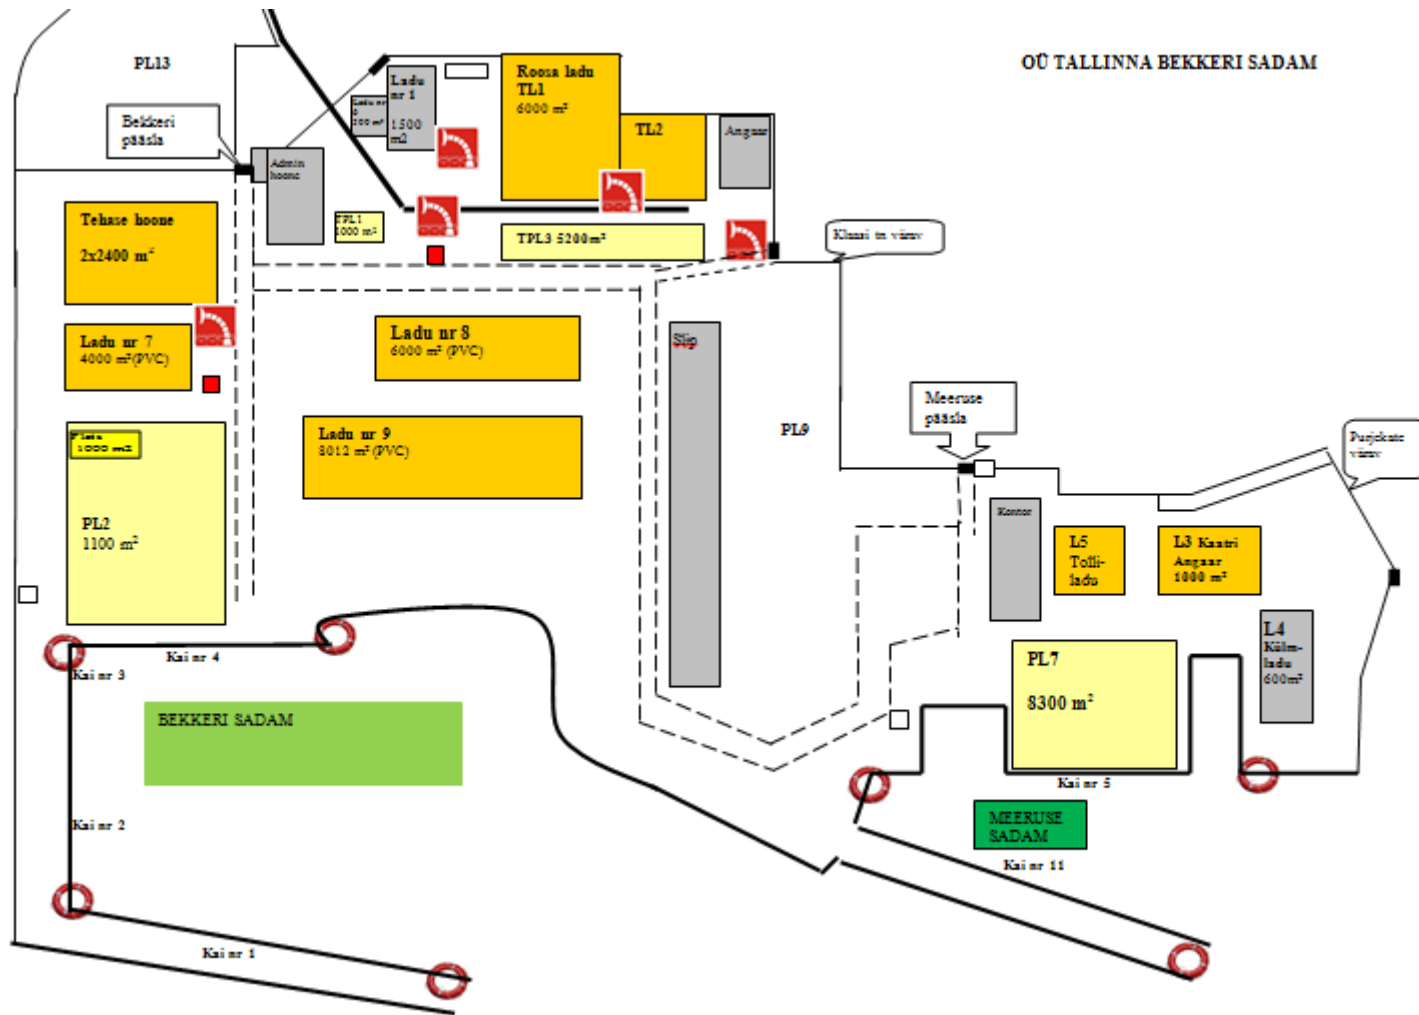 OÜ TALLINNA BEKKERI SADAM
PL13
Bekkeri
pääsla
Ladu
nr 1
1500
m2
Ladu nr
Roosa ladu
TL1
6000 m²
TL2
Angaar
Admin
hoone
TPL1
1000 m²
TPL3 5200m²
Klaasi tn värav
Tehase hoone
2x2400 m²
Ladu nr 7
4000 m²(PVC)
Ladu nr 8
6000 m² (PVC)
Slip
Ladu nr 9
8012 m² (PVC)
PL9
Meeruse
pääsla
Purjekate
värav
1000 m2
PL2
1100 m²
Kontor
L5
Tolli-
ladu
L3 Kaatri
Angaar
1000 m²
L4
Külm-
ladu
600m²
PL7
8300 m²
Kai nr 4
Kai nr 3
BEKKERI SADAM
Kai nr 2
Kai nr 5
MEERUSE
SADAM
Kai nr 11
Kai nr 1